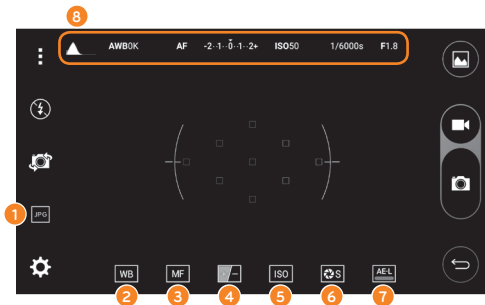 8
AWB0K AF -2··1··0··1··2+ ISO50 1/6000s F1.8
1 JPG
WB MF +/- ISO S AE-L
2 3 4 5 6 7